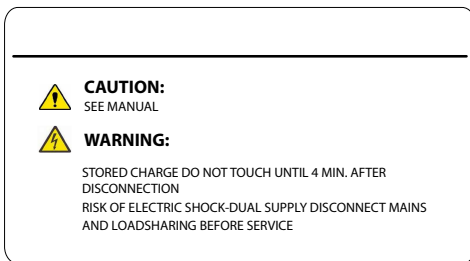 CAUTION:
SEE MANUAL
WARNING:
STORED CHARGE DO NOT TOUCH UNTIL 4 MIN. AFTER
DISCONNECTION
RISK OF ELECTRIC SHOCK-DUAL SUPPLY DISCONNECT MAINS
AND LOADSHARING BEFORE SERVICE